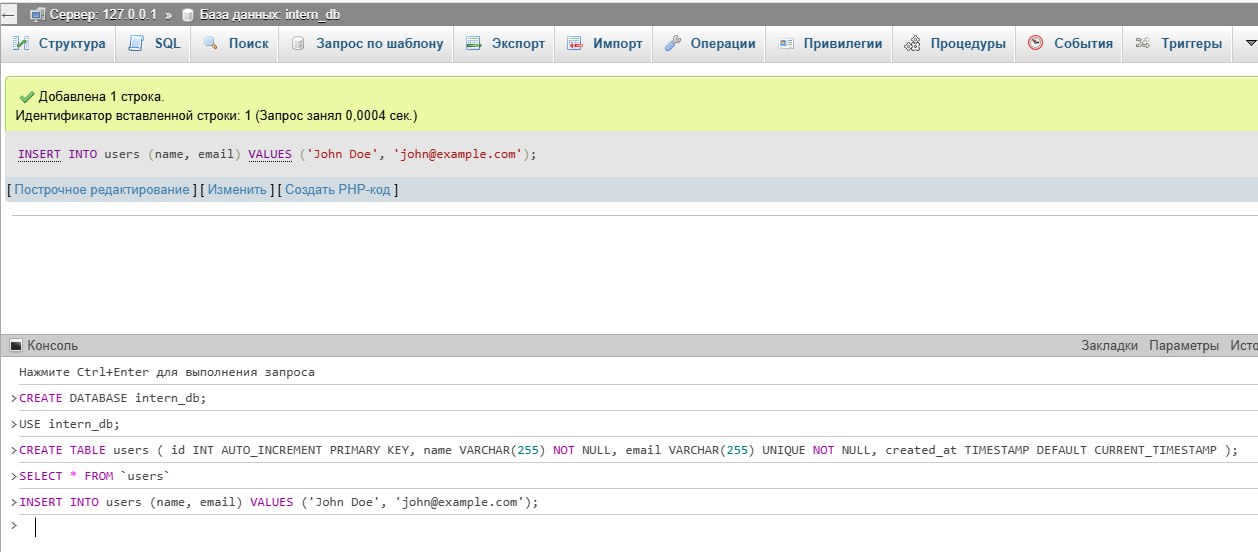 Сервер: 127.0.0.1 » База данных: intern_db
Структура SQL Поиск Запрос по шаблону Экспорт Импорт Операции Привилегии Процедуры События Триггеры
Добавлена 1 строка.
Идентификатор вставленной строки: 1 (Запрос занял 0,0004 сек.)
INSERT INTO users (name, email) VALUES ('John Doe', 'john@example.com');
[ Построчное редактирование ] [ Изменить ] [ Создать PHP-код ]
Консоль Закладки Параметры Исто
Нажмите Ctrl+Enter для выполнения запроса
>CREATE DATABASE intern_db;
>USE intern_db;
>CREATE TABLE users ( id INT AUTO_INCREMENT PRIMARY KEY, name VARCHAR(255) NOT NULL, email VARCHAR(255) UNIQUE NOT NULL, created_at TIMESTAMP DEFAULT CURRENT_TIMESTAMP );
>SELECT * FROM `users`
>INSERT INTO users (name, email) VALUES ('John Doe', 'john@example.com');
>